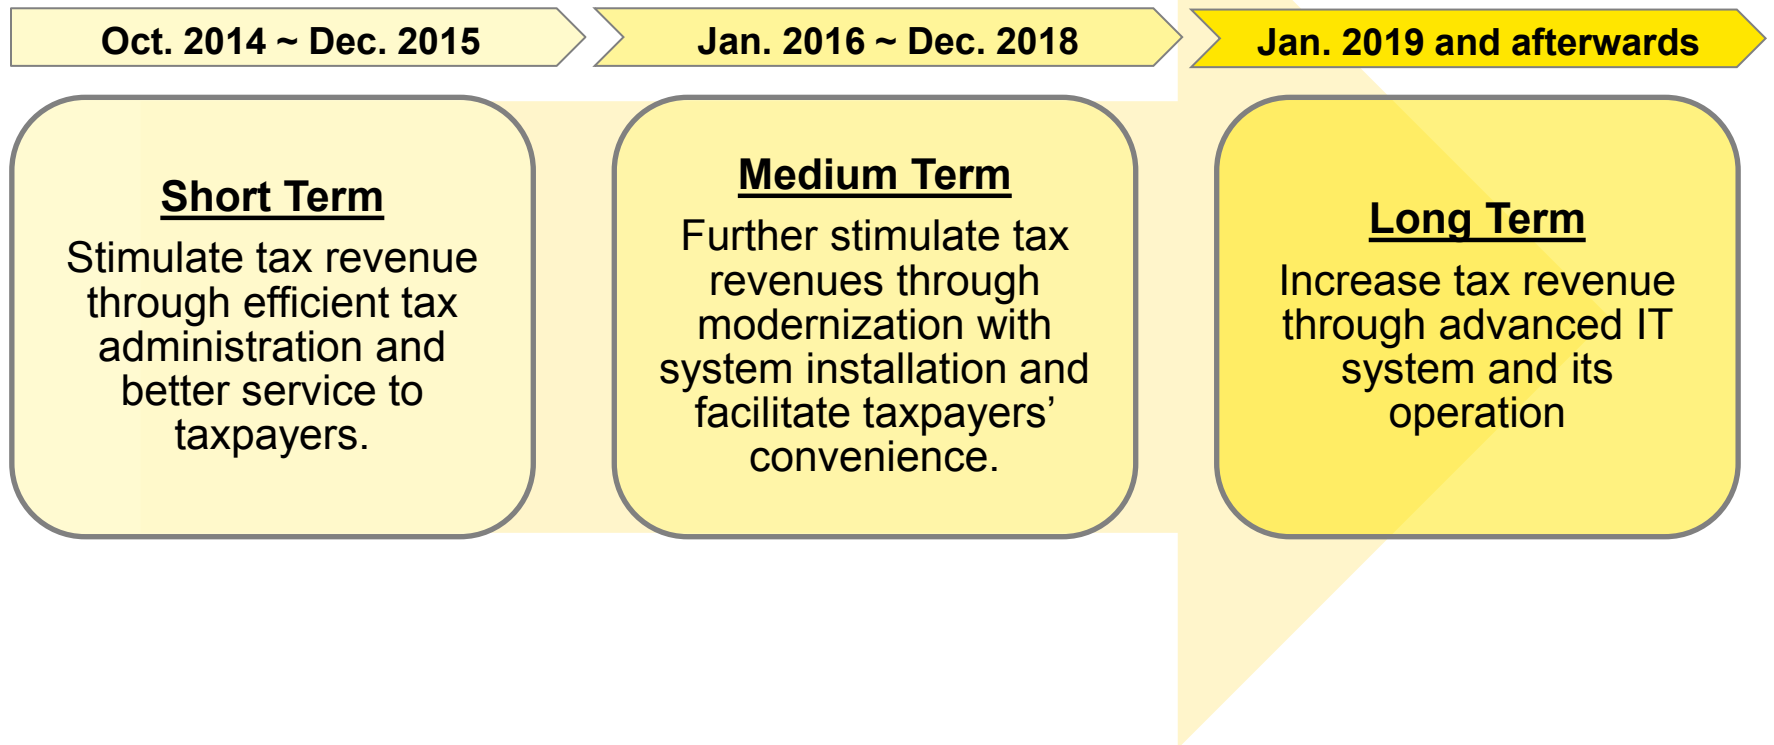 Oct. 2014 ~ Dec. 2015
Jan. 2016 ~ Dec. 2018
Jan. 2019 and afterwards
Short Term
Stimulate tax revenue
through efficient tax
administration and
better service to
taxpayers.
Medium Term
Further stimulate tax
revenues through
modernization with
system installation and
facilitate taxpayers’
convenience.
Long Term
Increase tax revenue
through advanced IT
system and its
operation